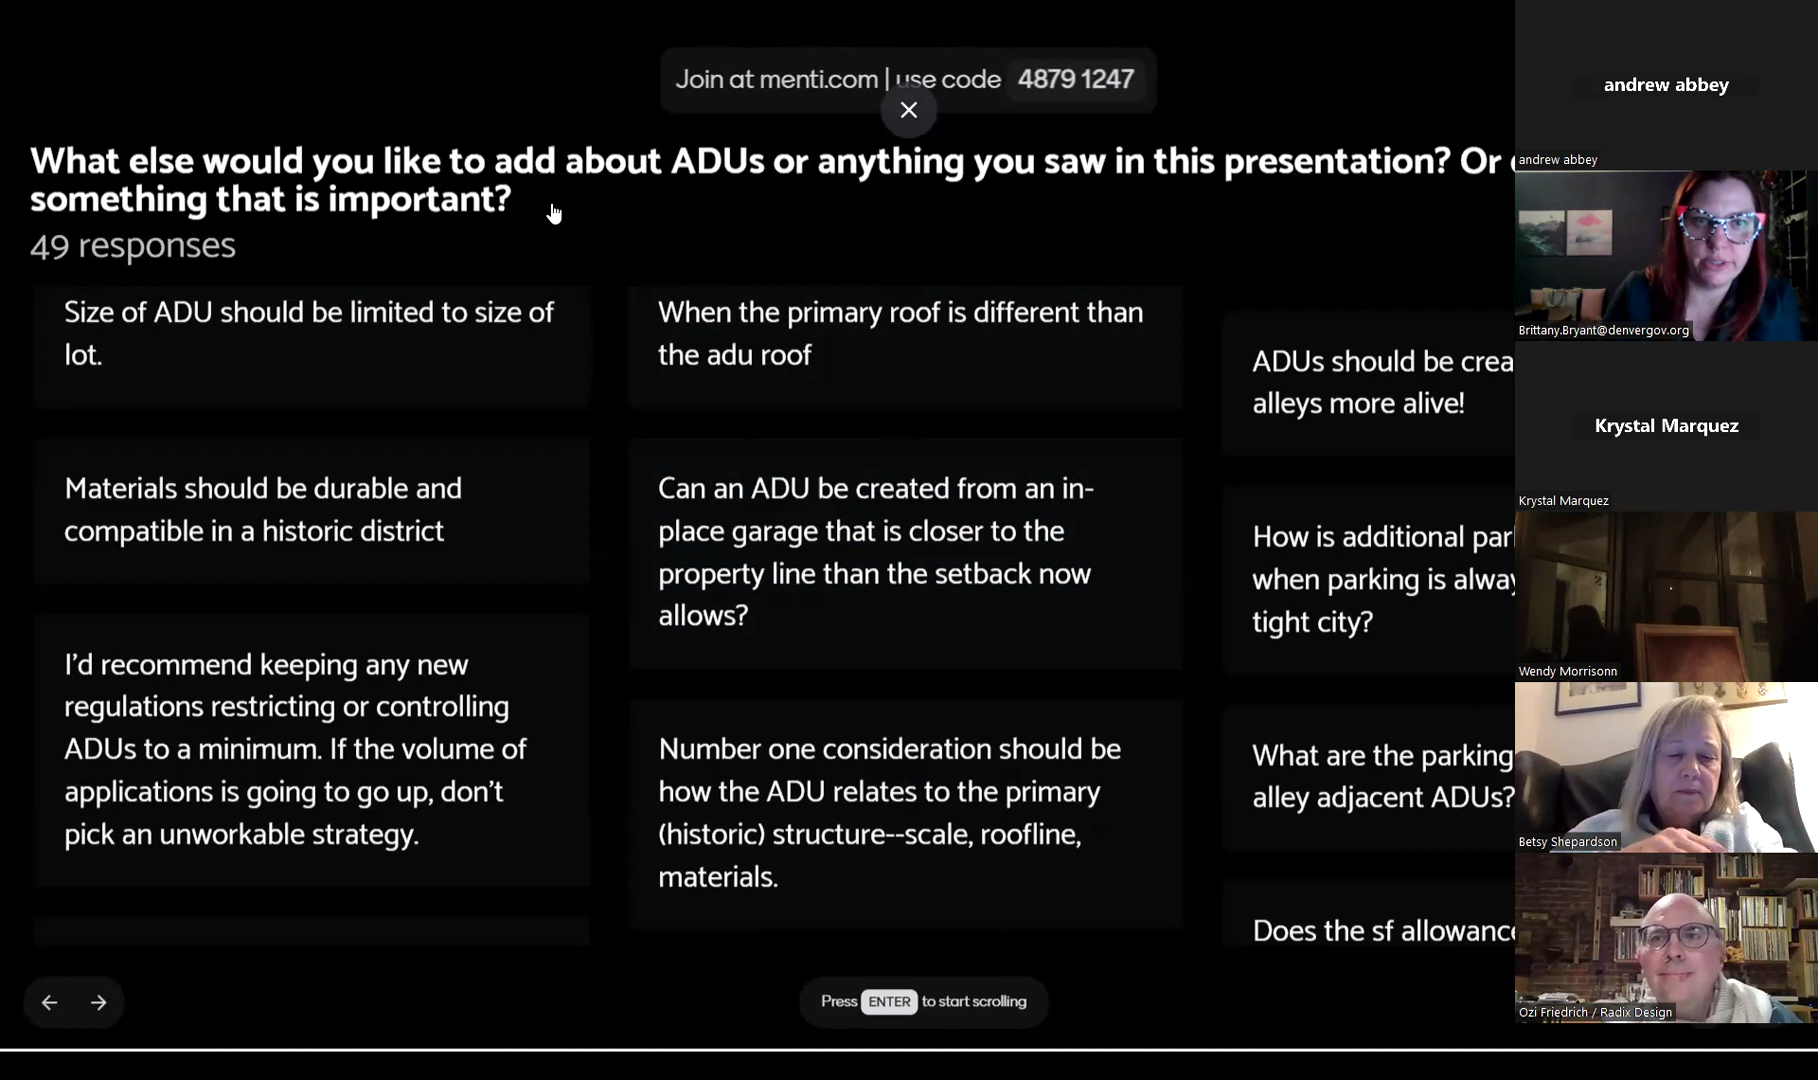 Join at menti.com | use code 4879 1247
What else would you like to add about ADUs or anything you saw in this presentation? Or
something that is important?
49 responses
Size of ADU should be limited to size of
lot.
Materials should be durable and
compatible in a historic district
I'd recommend keeping any new
regulations restricting or controlling
ADUs to a minimum. If the volume of
applications is going to go up, don't
pick an unworkable strategy.
When the primary roof is different than
the adu roof
Can an ADU be created from an in-
place garage that is closer to the
property line than the setback now
allows?
Number one consideration should be
how the ADU relates to the primary
(historic) structure--scale, roofline,
materials.
ADUs should be
alleys more alive!
How is additional
when parking is
tight city?
What are the parking
alley adjacent ADUs?
Does the sf
Press ENTER to start scrolling
andrew abbey
andrew abbey
Brittany.Bryant@denvergov.org
Krystal Marquez
Krystal Marquez
Wendy Morrisonn
Betsy Shepardson
Ozi Friedrich / Radix Design